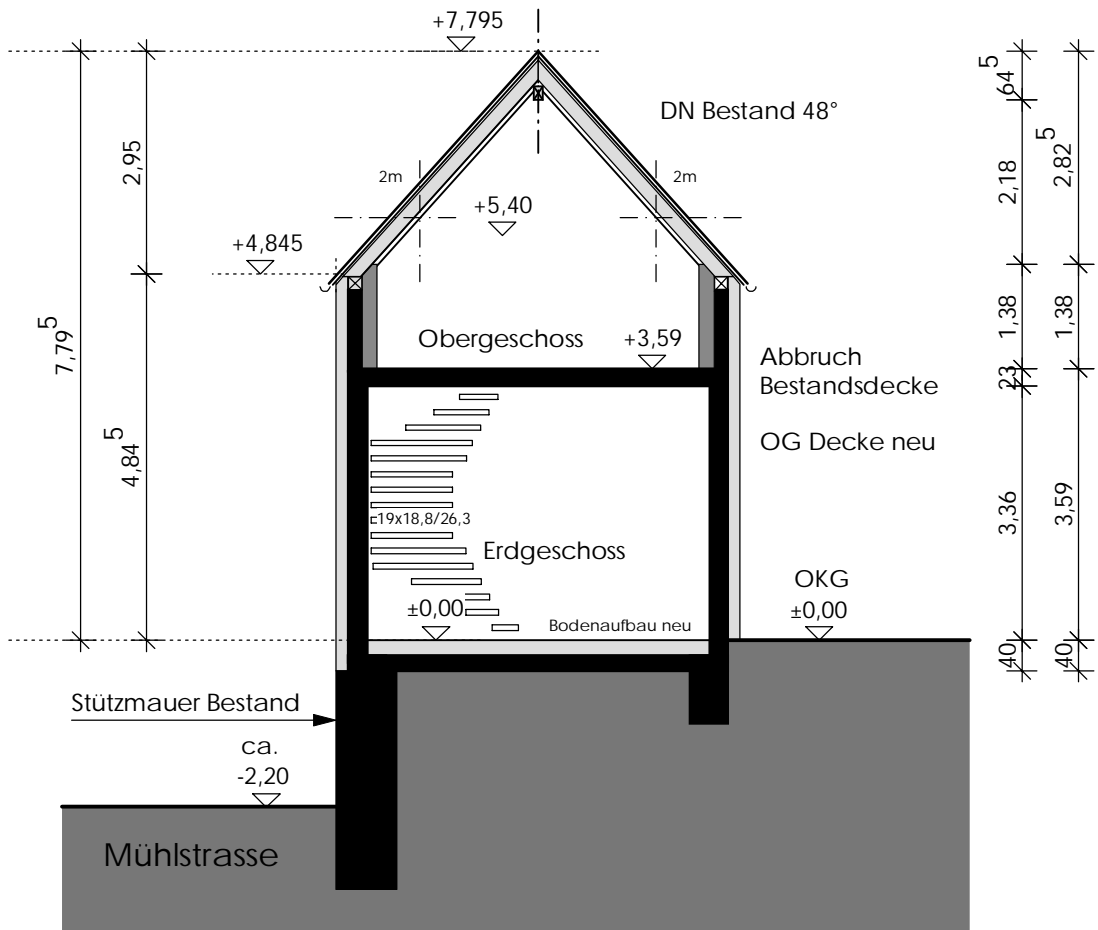 +7,795
DN Bestand 48°
2m
2m
+5,40
+4,845
Obergeschoss
+3,59
Abbruch
Bestandsdecke
OG Decke neu
19x18,8/26,3
Erdgeschoss
±0,00
Bodenaufbau neu
OKG
±0,00
Stützmauer Bestand
ca.
-2,20
Mühlstrasse
7,79⁵
2,95
4,84⁵
64⁵
2,18
1,38
23
3,36
40
2,82⁵
1,38
3,59
40